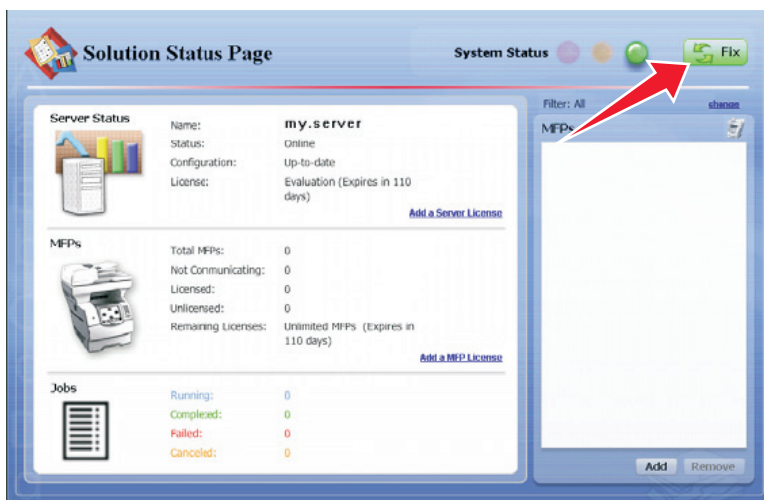 Solution Status Page
System Status
Fix
Server Status
Name: my.server
Status: Online
Configuration: Up-to-date
License: Evaluation (Expires in 110 days)
Add a Server License
MFPs
Total MFPs: 0
Not Communicating: 0
Licensed: 0
Unlicensed: 0
Remaining Licenses: Unlimited MFPs (Expires in 110 days)
Add a MFP License
Jobs
Running: 0
Completed: 0
Failed: 0
Canceled: 0
Filter: All
change
MFPs
Add
Remove